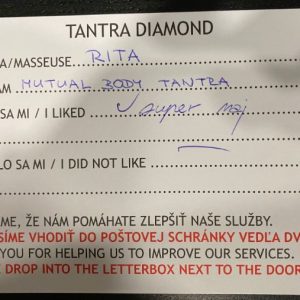 TANTRA DIAMOND
A/MASSEUSE RITA
AM MUTUAL BODY TANTRA
SA MI / I LIKED super
LO SA MI / I DID NOT LIKE
ME, ŽE NÁM POMÁHATE ZLEPŠIŤ NAŠE SLUŽBY.
SÍME VHODIŤ DO POŠTOVEJ SCHRÁNKY VEDĽA DV
YOU FOR HELPING US TO IMPROVE OUR SERVICES.
E DROP INTO THE LETTERBOX NEXT TO THE DOOR